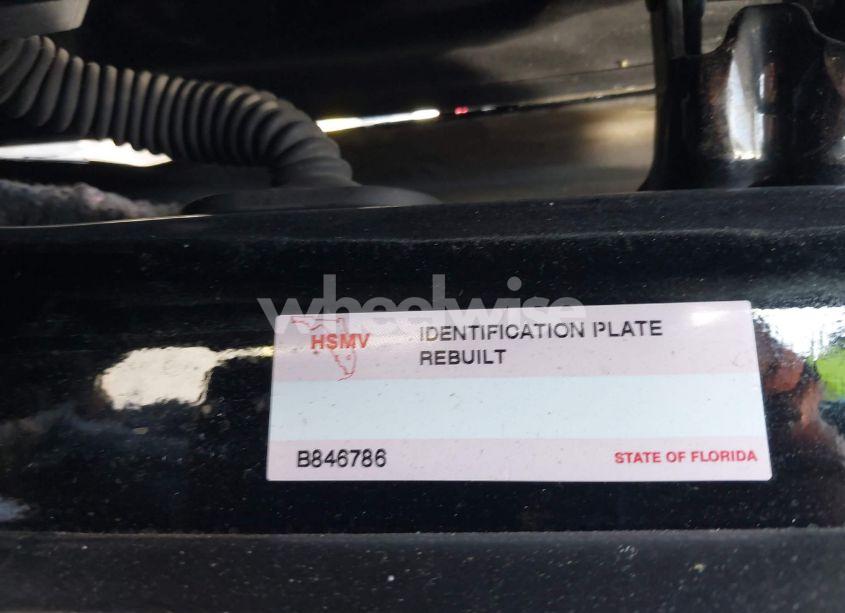 wheelwise
HSMV
IDENTIFICATION PLATE
REBUILT
B846786
STATE OF FLORIDA